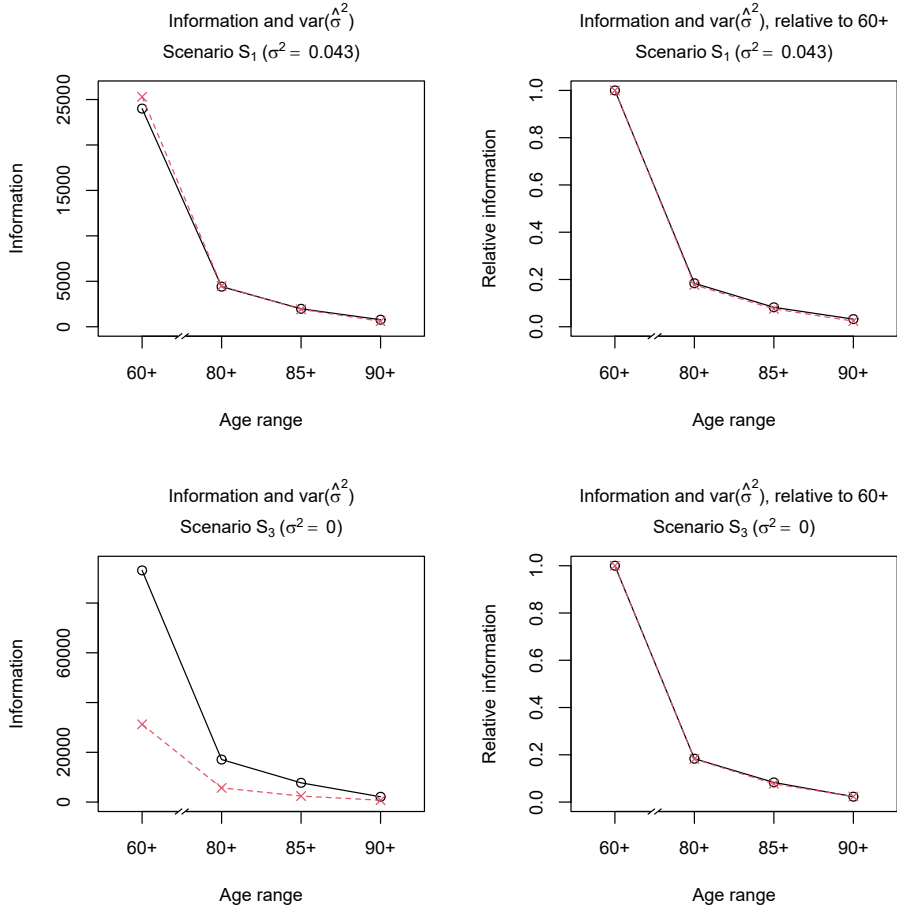 Information and var(σ̂²)
Scenario S₁ (σ² = 0.043)
Information
25000
15000
5000
0
60+ 80+ 85+ 90+
Age range
Information and var(σ̂²), relative to 60+
Scenario S₁ (σ² = 0.043)
Relative information
1.0
0.8
0.6
0.4
0.2
0.0
60+ 80+ 85+ 90+
Age range
Information and var(σ̂²)
Scenario S₃ (σ² = 0)
Information
60000
20000
0
60+ 80+ 85+ 90+
Age range
Information and var(σ̂²), relative to 60+
Scenario S₃ (σ² = 0)
Relative information
1.0
0.8
0.6
0.4
0.2
0.0
60+ 80+ 85+ 90+
Age range